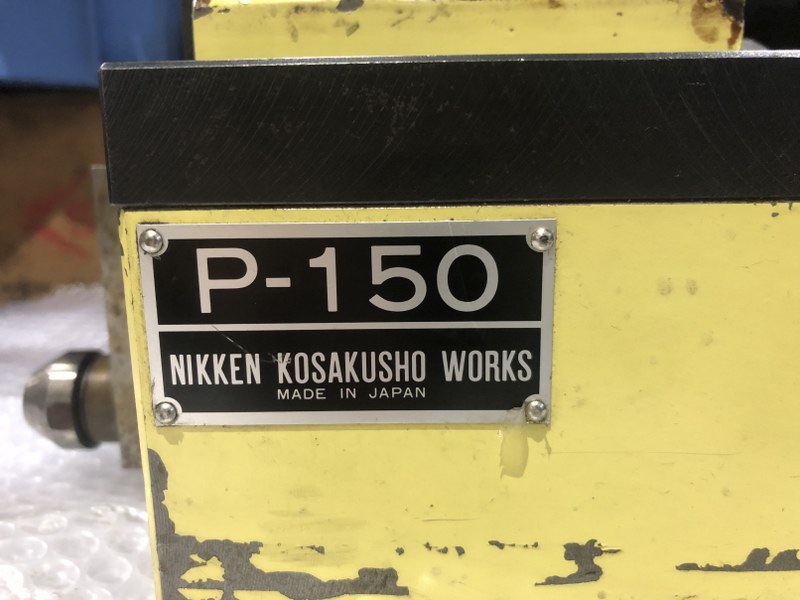 P-150
NIKKEN KOSAKUSHO WORKS
MADE IN JAPAN